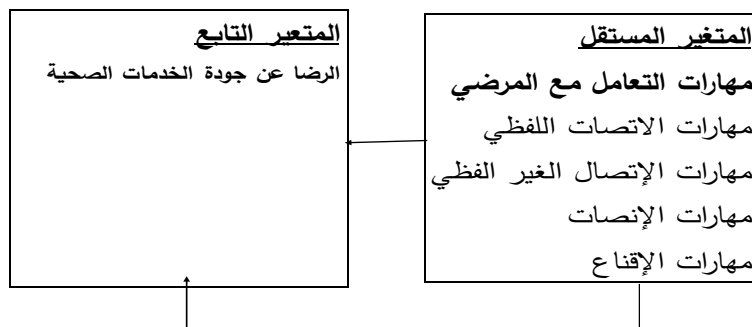 المتغير المستقل
مهارات التعامل مع المرضي
مهارات الاتصات اللفظي
مهارات الإتصال الغير الفظي
مهارات الإنصات
مهارات الإقناع
المتعير التابع
الرضا عن جودة الخدمات الصحية